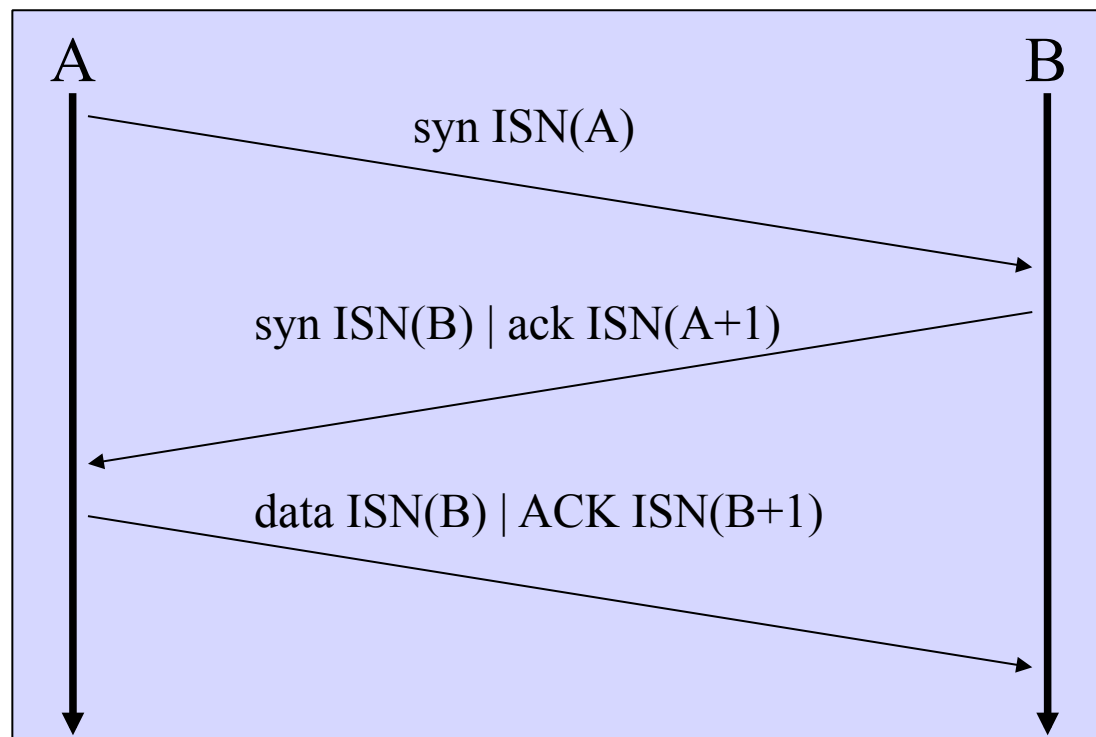 A
B
syn ISN(A)
syn ISN(B) | ack ISN(A+1)
data ISN(B) | ACK ISN(B+1)